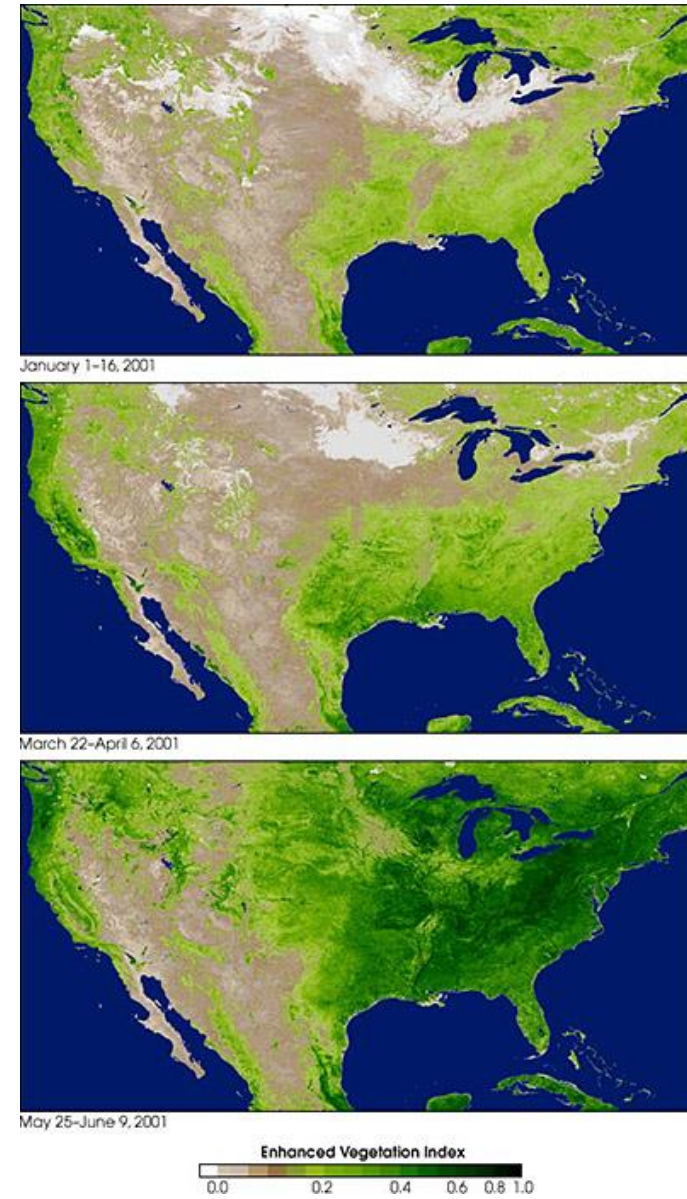 January 1–16, 2001
March 22–April 6, 2001
May 25–June 9, 2001
Enhanced Vegetation Index
0.0 0.2 0.4 0.6 0.8 1.0